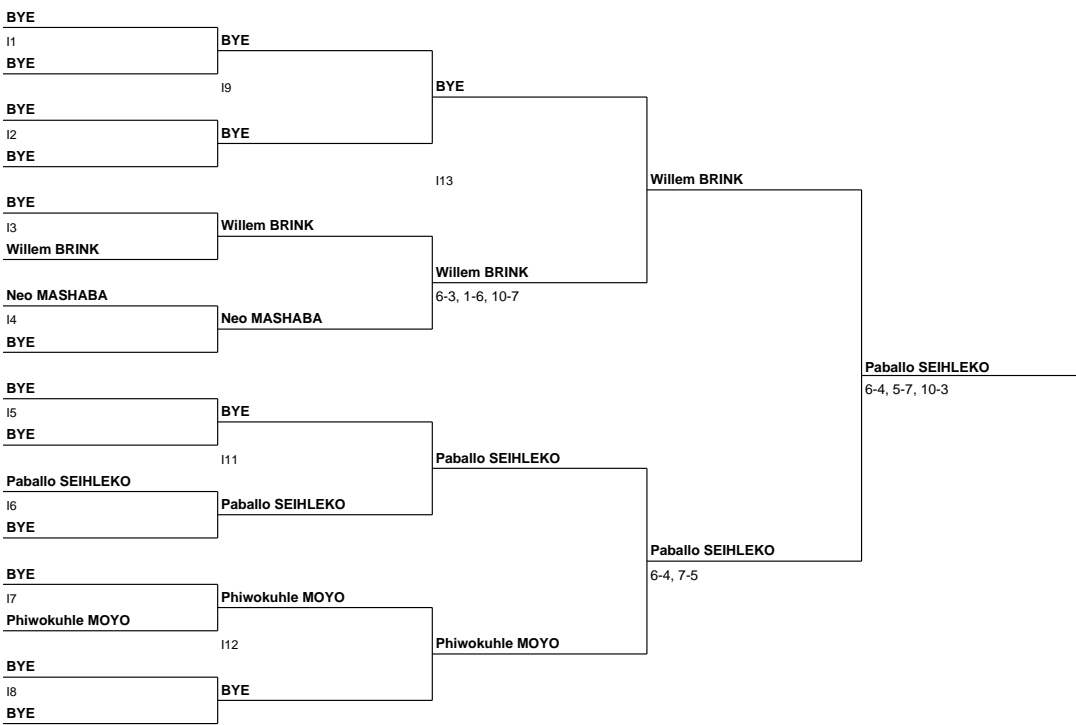 BYE
I1
BYE
BYE
I2
BYE
BYE
I3
Willem BRINK
Neo MASHABA
I4
BYE
BYE
I5
BYE
Paballo SEIHLEKO
I6
BYE
BYE
I7
Phiwokuhle MOYO
BYE
I8
BYE
BYE
I9
BYE
Willem BRINK
Neo MASHABA
BYE
I11
Paballo SEIHLEKO
Phiwokuhle MOYO
I12
BYE
BYE
I13
Willem BRINK
6-3, 1-6, 10-7
Paballo SEIHLEKO
Phiwokuhle MOYO
Willem BRINK
Paballo SEIHLEKO
6-4, 7-5
Paballo SEIHLEKO
6-4, 5-7, 10-3